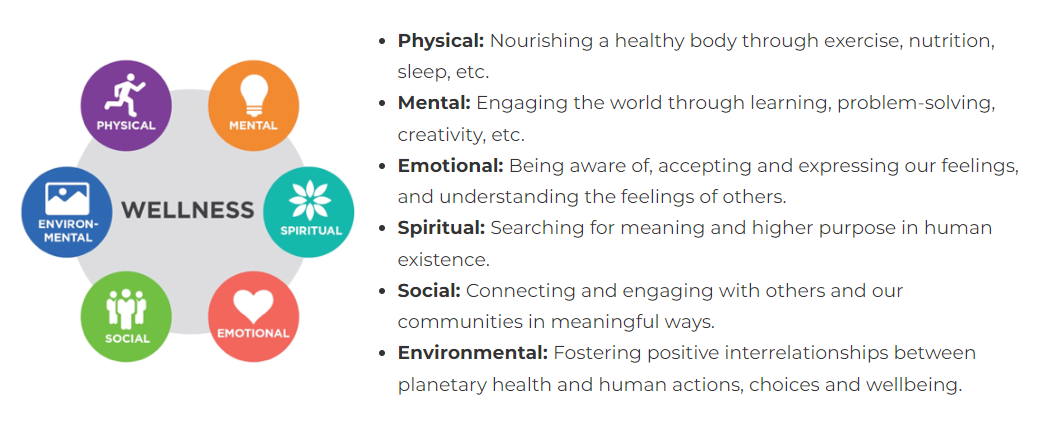 PHYSICAL
MENTAL
ENVIRON-
MENTAL
WELLNESS
SPIRITUAL
SOCIAL
EMOTIONAL
• Physical: Nourishing a healthy body through exercise, nutrition,
sleep, etc.
• Mental: Engaging the world through learning, problem-solving,
creativity, etc.
• Emotional: Being aware of, accepting and expressing our feelings,
and understanding the feelings of others.
• Spiritual: Searching for meaning and higher purpose in human
existence.
• Social: Connecting and engaging with others and our
communities in meaningful ways.
• Environmental: Fostering positive interrelationships between
planetary health and human actions, choices and wellbeing.